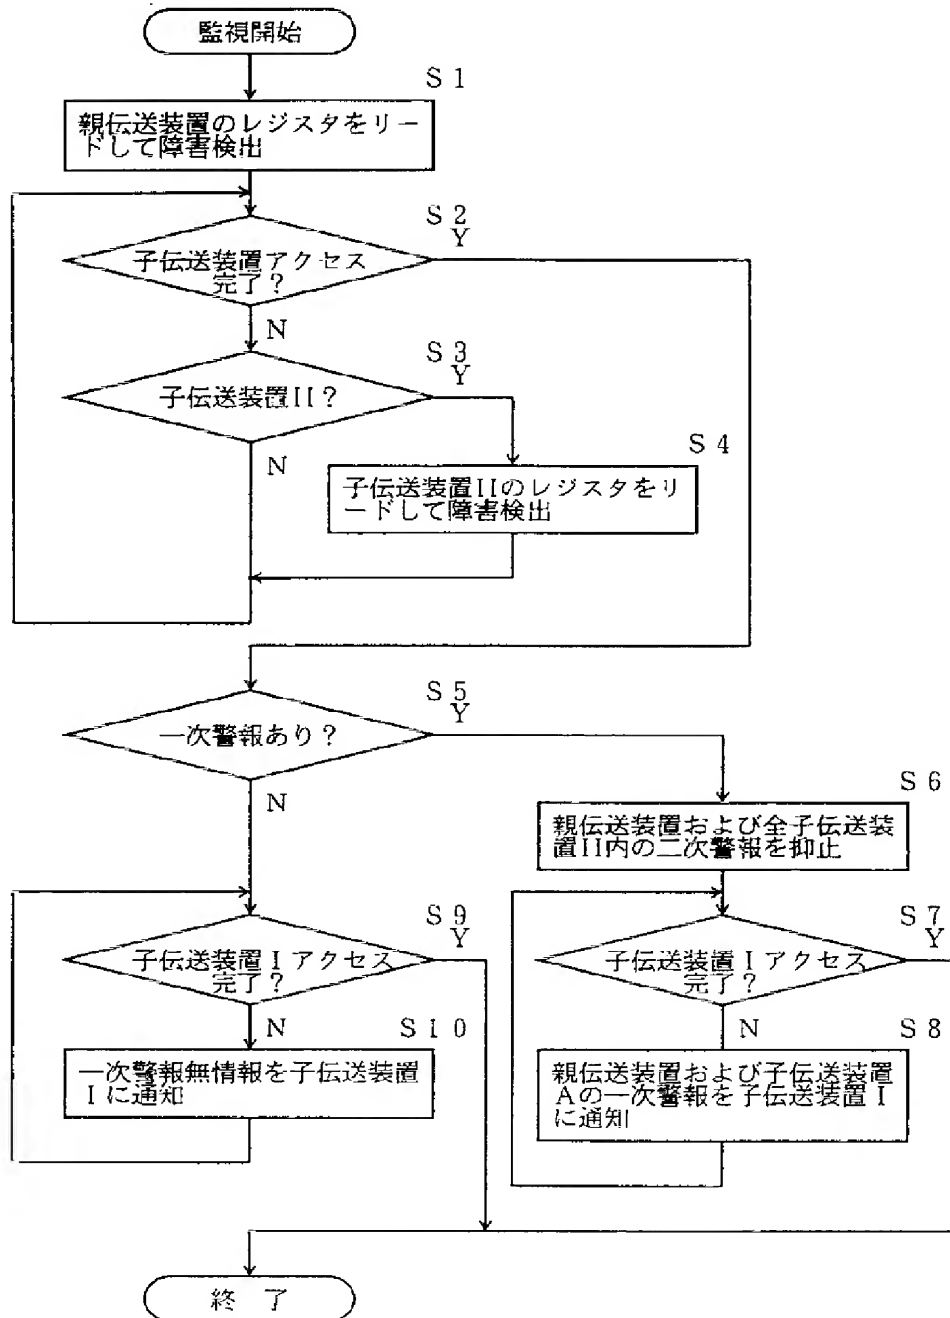 監視開始
S1
親伝送装置のレジスタをリー
ドして障害検出
S2
Y
子伝送装置アクセス
完了?
N
S3
Y
子伝送装置II?
N
S4
子伝送装置IIのレジスタをリ
ードして障害検出
S5
Y
一次警報あり?
N
S6
親伝送装置および全子伝送装
置II内の二次警報を抑止
S9
Y
子伝送装置Iアクセス
完了?
N
S10
一次警報無情報を子伝送装置
Iに通知
S7
Y
子伝送装置Iアクセス
完了?
N
S8
親伝送装置および子伝送装置
Aの一次警報を子伝送装置I
に通知
終 了